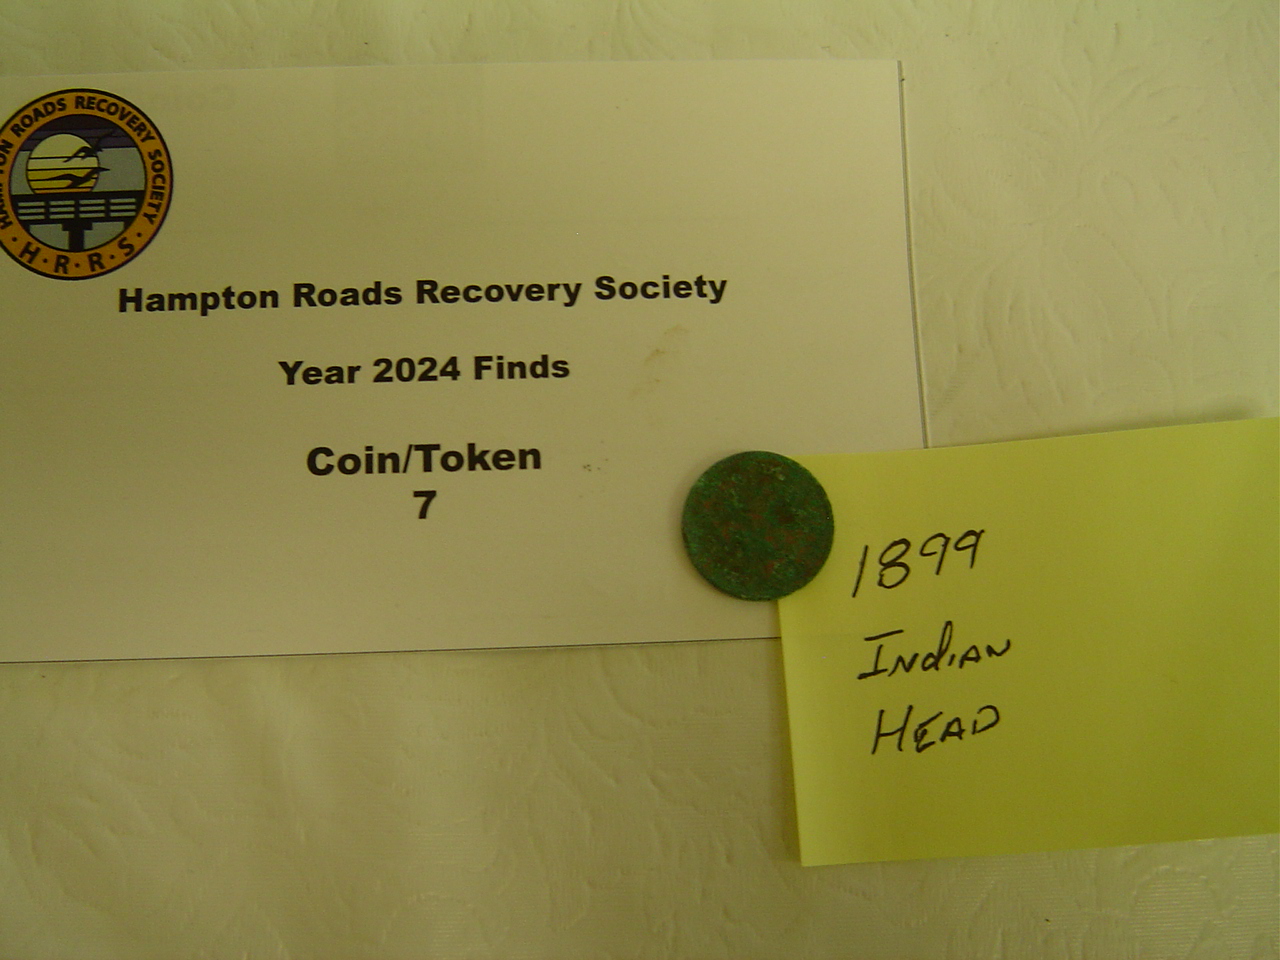 HAMPTON ROADS RECOVERY SOCIETY
· H · R · R · S ·
Hampton Roads Recovery Society
Year 2024 Finds
Coin/Token
7
1899
INdiAN
HEAD